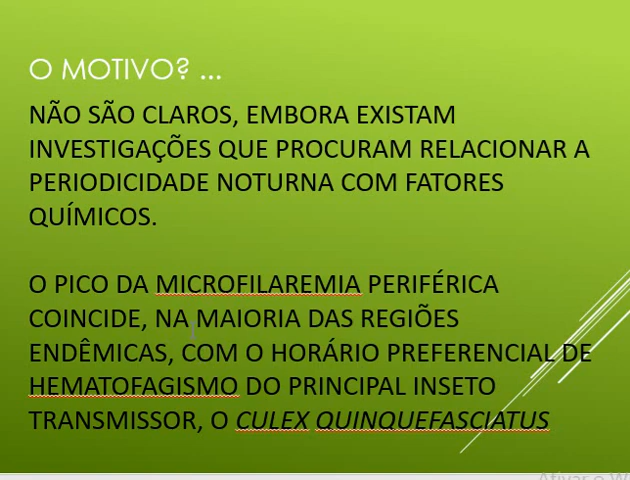 O MOTIVO? ...
NÃO SÃO CLAROS, EMBORA EXISTAM
INVESTIGAÇÕES QUE PROCURAM RELACIONAR A
PERIODICIDADE NOTURNA COM FATORES
QUÍMICOS.
O PICO DA MICROFILAREMIA PERIFÉRICA
COINCIDE, NA MAIORIA DAS REGIÕES
ENDÊMICAS, COM O HORÁRIO PREFERENCIAL DE
HEMATOFAGISMO DO PRINCIPAL INSETO
TRANSMISSOR, O CULEX QUINQUEFASCIATUS